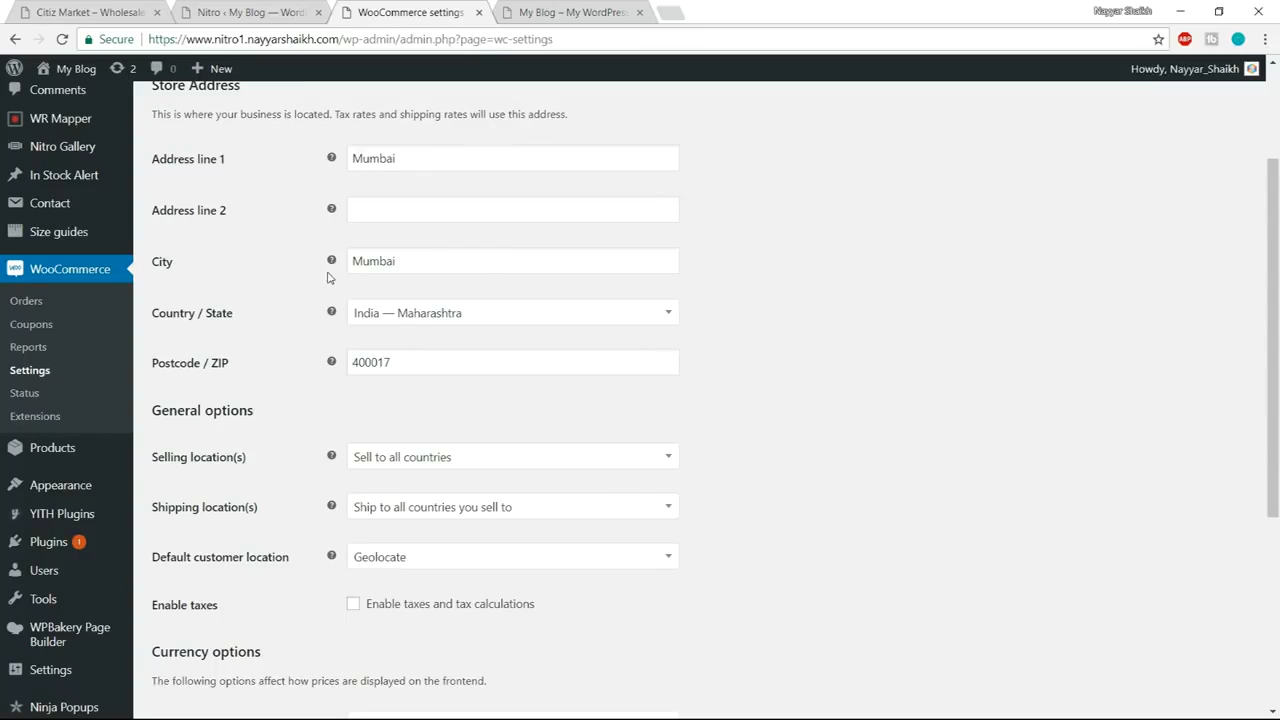 Citiz Market – Wholesale
Nitro ‹ My Blog — Word
WooCommerce settings
My Blog – My WordPress
Nayyar Shaikh
Secure
https://www.nitro1.nayyarshaikh.com/wp-admin/admin.php?page=wc-settings
ABP
My Blog
2
0
New
Howdy, Nayyar_Shaikh
Comments
WR Mapper
Nitro Gallery
In Stock Alert
Contact
Size guides
WooCommerce
Orders
Coupons
Reports
Settings
Status
Extensions
Products
Appearance
YITH Plugins
Plugins 1
Users
Tools
WPBakery Page
Builder
Settings
Ninja Popups
Store Address
This is where your business is located. Tax rates and shipping rates will use this address.
Address line 1
Mumbai
Address line 2
City
Mumbai
Country / State
India — Maharashtra
Postcode / ZIP
400017
General options
Selling location(s)
Sell to all countries
Shipping location(s)
Ship to all countries you sell to
Default customer location
Geolocate
Enable taxes
Enable taxes and tax calculations
Currency options
The following options affect how prices are displayed on the frontend.